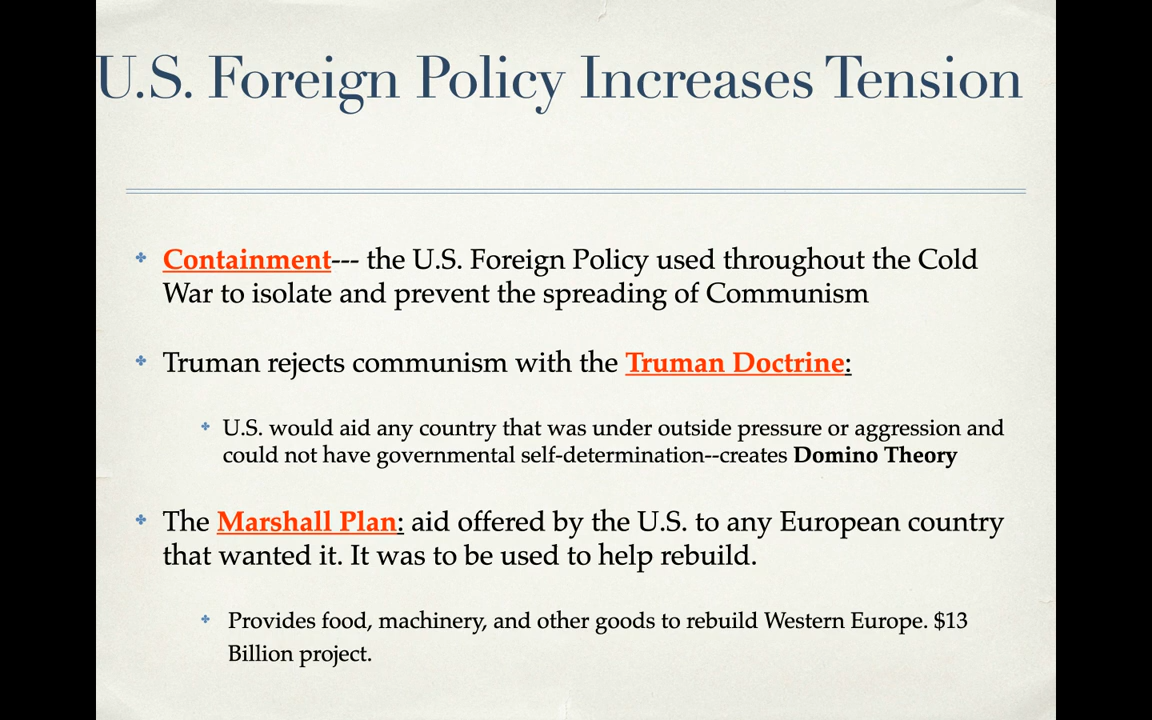 U.S. Foreign Policy Increases Tension
Containment--- the U.S. Foreign Policy used throughout the Cold
War to isolate and prevent the spreading of Communism
Truman rejects communism with the Truman Doctrine:
U.S. would aid any country that was under outside pressure or aggression and
could not have governmental self-determination--creates Domino Theory
The Marshall Plan: aid offered by the U.S. to any European country
that wanted it. It was to be used to help rebuild.
Provides food, machinery, and other goods to rebuild Western Europe. $13
Billion project.